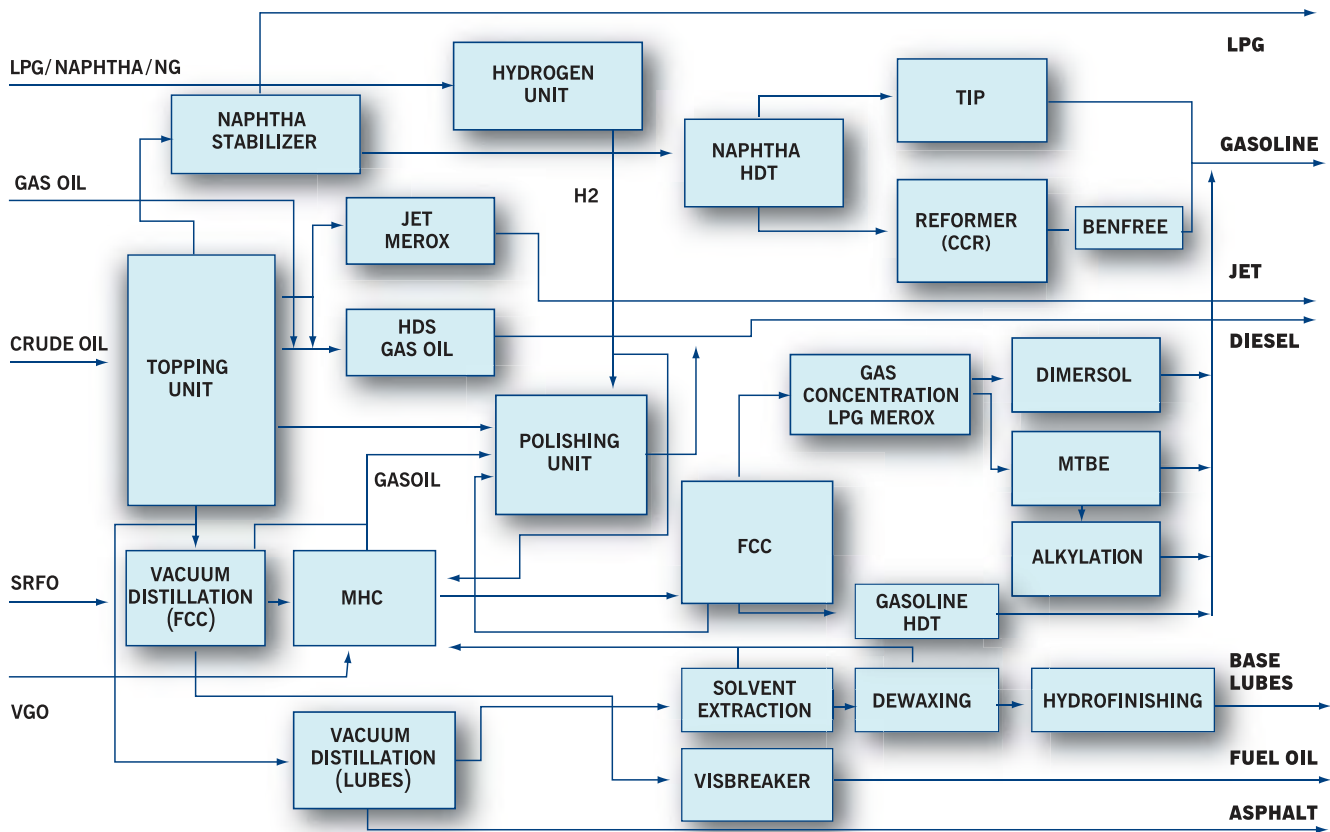 LPG
LPG/NAPHTHA/NG
HYDROGEN
UNIT
TIP
NAPHTHA
STABILIZER
NAPHTHA
HDT
GASOLINE
GAS OIL
H2
JET
MEROX
REFORMER
(CCR)
BENFREE
JET
CRUDE OIL
TOPPING
UNIT
HDS
GAS OIL
DIESEL
GAS
CONCENTRATION
LPG MEROX
DIMERSOL
POLISHING
UNIT
MTBE
GASOIL
FCC
ALKYLATION
SRFO
VACUUM
DISTILLATION
(FCC)
MHC
GASOLINE
HDT
VGO
SOLVENT
EXTRACTION
DEWAXING
HYDROFINISHING
BASE
LUBES
VACUUM
DISTILLATION
(LUBES)
VISBREAKER
FUEL OIL
ASPHALT